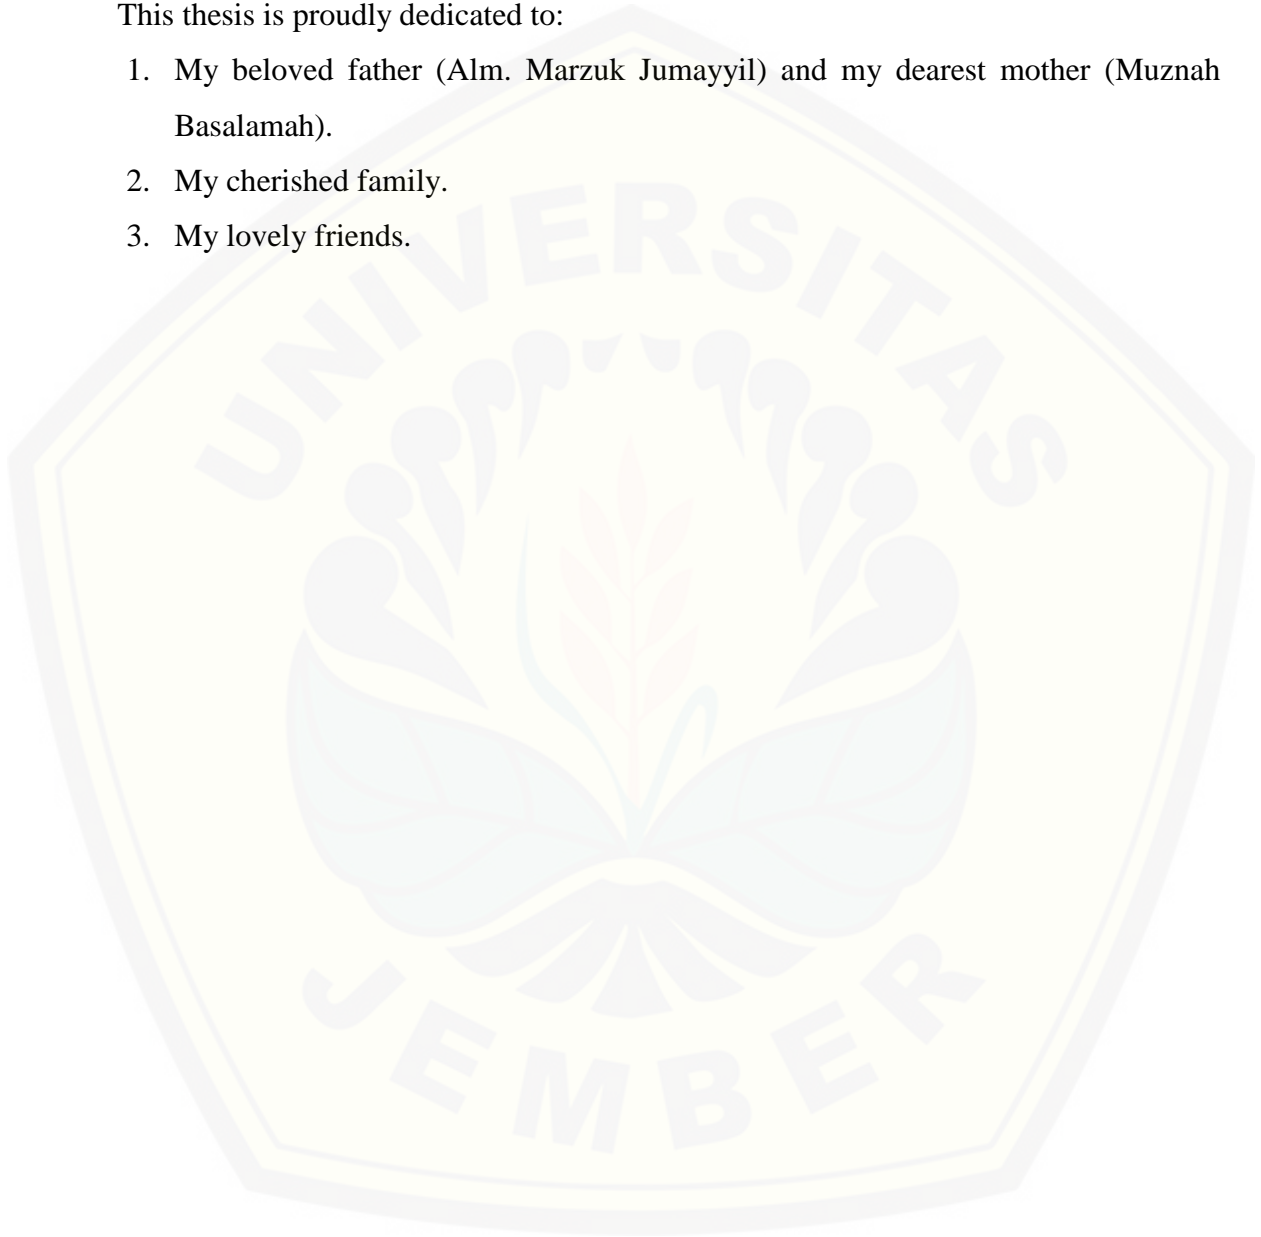 This thesis is proudly dedicated to:
1. My beloved father (Alm. Marzuk Jumayyil) and my dearest mother (Muznah
Basalamah).
2. My cherished family.
3. My lovely friends.
UNIVERSITAS
JEMBER